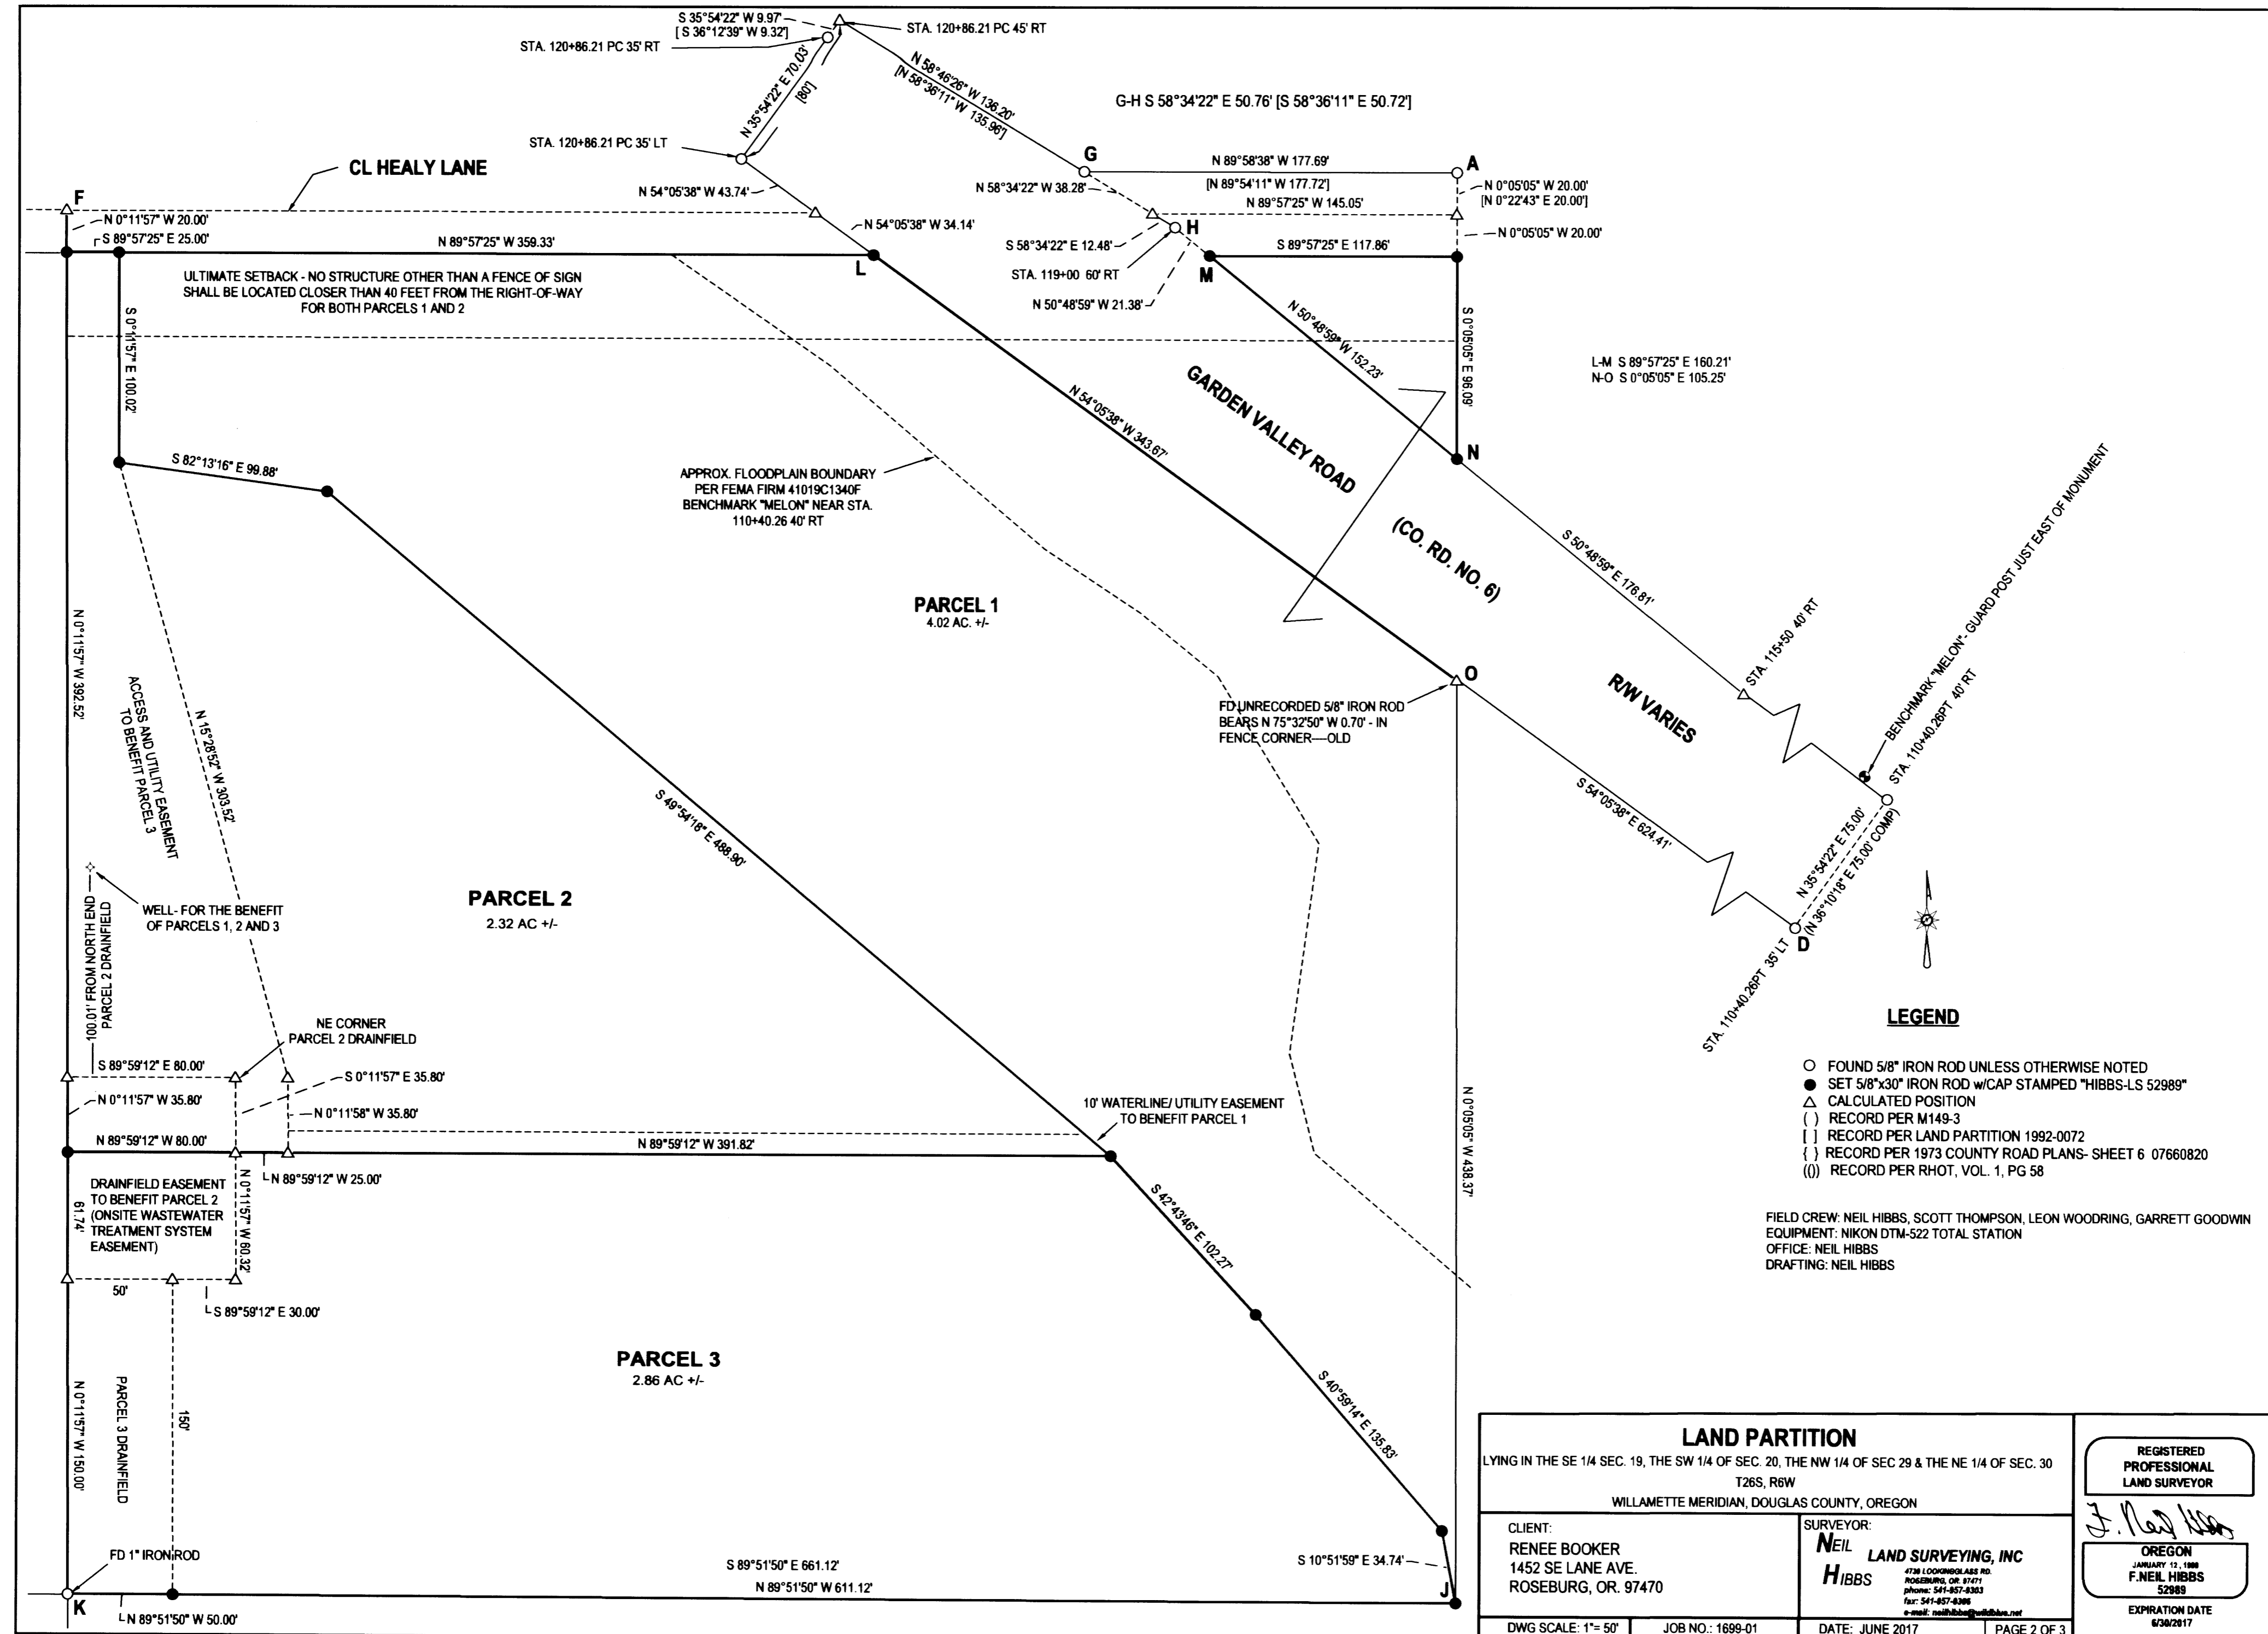 S 35°54'22" W 9.97'
[ S 36°12'39" W 9.32']
STA. 120+86.21 PC 45' RT
STA. 120+86.21 PC 35' RT
N 58°46'26" W 136.20'
[N 58°36'11" W 135.96']
N 35°54'22" E 70.03'
[80']
G-H S 58°34'22" E 50.76' [S 58°36'11" E 50.72']
STA. 120+86.21 PC 35' LT
CL HEALY LANE
G
N 89°58'38" W 177.69'
[N 89°54'11" W 177.72']
A
N 0°05'05" W 20.00'
[N 0°22'43" E 20.00']
N 54°05'38" W 43.74'
N 58°34'22" W 38.28'
N 89°57'25" W 145.05'
F
N 0°11'57" W 20.00'
S 89°57'25" E 25.00'
N 89°57'25" W 359.33'
N 54°05'38" W 34.14'
L
S 58°34'22" E 12.48'
H
STA. 119+00 60' RT
M
N 50°48'59" W 21.38'
S 89°57'25" E 117.86'
N 0°05'05" W 20.00'
ULTIMATE SETBACK - NO STRUCTURE OTHER THAN A FENCE OF SIGN
SHALL BE LOCATED CLOSER THAN 40 FEET FROM THE RIGHT-OF-WAY
FOR BOTH PARCELS 1 AND 2
S 0°11'57" E 100.02'
N 50°48'59" W 152.23'
S 0°05'05" E 96.09'
L-M S 89°57'25" E 160.21'
N-O S 0°05'05" E 105.25'
GARDEN VALLEY ROAD
(CO. RD. NO. 6)
R/W VARIES
N 54°05'38" W 343.67'
N
S 82°13'16" E 99.88'
APPROX. FLOODPLAIN BOUNDARY
PER FEMA FIRM 41019C1340F
BENCHMARK "MELON" NEAR STA.
110+40.26 40' RT
S 50°48'59" E 176.81'
STA. 115+50 40' RT
BENCHMARK "MELON"- GUARD POST JUST EAST OF MONUMENT
STA. 110+40.26PT 40' RT
PARCEL 1
4.02 AC. +/-
N 0°11'57" W 392.52'
ACCESS AND UTILITY EASEMENT
TO BENEFIT PARCEL 3
N 15°28'52" W 303.52'
O
FD UNRECORDED 5/8" IRON ROD
BEARS N 75°32'50" W 0.70' - IN
FENCE CORNER----OLD
S 54°05'38" E 624.41'
N 35°54'22" E 75.00'
(N 36°10'18" E 75.00' COMP)
D
STA. 110+40.26PT 35' LT
S 49°54'18" E 488.90'
PARCEL 2
2.32 AC +/-
WELL- FOR THE BENEFIT
OF PARCELS 1, 2 AND 3
100.01' FROM NORTH END
PARCEL 2 DRAINFIELD
NE CORNER
PARCEL 2 DRAINFIELD
S 89°59'12" E 80.00'
S 0°11'57" E 35.80'
N 0°11'57" W 35.80'
N 0°11'58" W 35.80'
N 89°59'12" W 80.00'
N 89°59'12" W 391.82'
10' WATERLINE/ UTILITY EASEMENT
TO BENEFIT PARCEL 1
N 0°05'05" W 438.37'
N 89°59'12" W 25.00'
DRAINFIELD EASEMENT
TO BENEFIT PARCEL 2
(ONSITE WASTEWATER
TREATMENT SYSTEM
EASEMENT)
61.74'
N 0°11'57" W 60.32'
50'
S 89°59'12" E 30.00'
S 42°43'46" E 102.27'
PARCEL 3
2.86 AC +/-
S 40°59'14" E 135.83'
N 0°11'57" W 150.00'
PARCEL 3 DRAINFIELD
150'
FD 1" IRON ROD
S 89°51'50" E 661.12'
N 89°51'50" W 611.12'
S 10°51'59" E 34.74'
J
K
N 89°51'50" W 50.00'
LEGEND
FOUND 5/8" IRON ROD UNLESS OTHERWISE NOTED
SET 5/8"x30" IRON ROD w/CAP STAMPED "HIBBS-LS 52989"
CALCULATED POSITION
( ) RECORD PER M149-3
[ ] RECORD PER LAND PARTITION 1992-0072
{ } RECORD PER 1973 COUNTY ROAD PLANS- SHEET 6 07660820
(()) RECORD PER RHOT, VOL. 1, PG 58
FIELD CREW: NEIL HIBBS, SCOTT THOMPSON, LEON WOODRING, GARRETT GOODWIN
EQUIPMENT: NIKON DTM-522 TOTAL STATION
OFFICE: NEIL HIBBS
DRAFTING: NEIL HIBBS
LAND PARTITION
LYING IN THE SE 1/4 SEC. 19, THE SW 1/4 OF SEC. 20, THE NW 1/4 OF SEC 29 & THE NE 1/4 OF SEC. 30
T26S, R6W
WILLAMETTE MERIDIAN, DOUGLAS COUNTY, OREGON
CLIENT:
RENEE BOOKER
1452 SE LANE AVE.
ROSEBURG, OR. 97470
SURVEYOR:
NEIL
HIBBS
LAND SURVEYING, INC
4738 LOOKINGGLASS RD.
ROSEBURG, OR. 97471
phone: 541-957-9303
fax: 541-957-9306
e-mail: neilhibbs@wildblue.net
DWG SCALE: 1"= 50'
JOB NO.: 1699-01
DATE: JUNE 2017
PAGE 2 OF 3
REGISTERED
PROFESSIONAL
LAND SURVEYOR
F. Neil Hibbs
OREGON
JANUARY 12, 1988
F.NEIL HIBBS
52989
EXPIRATION DATE
6/30/2017